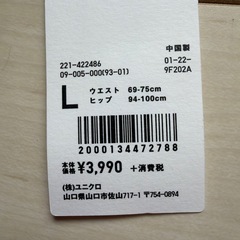 中国製
221-422486 01-22-
09-005-000(93-01) 9F202A
L ウエスト 69-75cm
ヒップ 94-100cm
2000134472788
本体価格 ¥3,990 +消費税
(株)ユニクロ
山口県山口市佐山717-1 〒754-0894